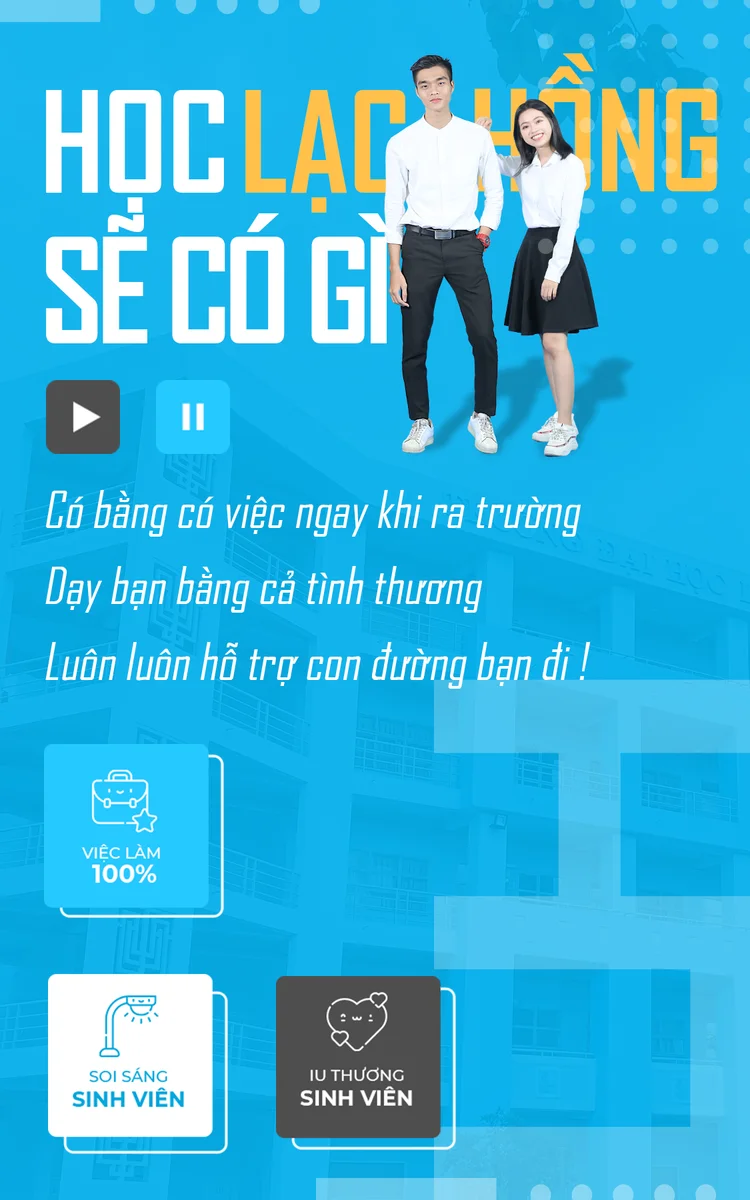 HỌC LẠC HỒNG
SẼ CÓ GÌ
Có bằng có việc ngay khi ra trường
Dạy bạn bằng cả tình thương
Luôn luôn hỗ trợ con đường bạn đi !
VIỆC LÀM
100%
SOI SÁNG
SINH VIÊN
IU THƯƠNG
SINH VIÊN